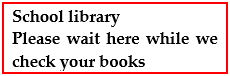 School library
Please wait here while we
check your books